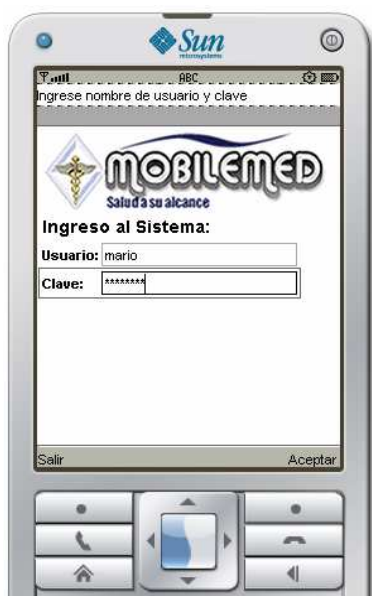 Sun
microsystems
ABC
Ingrese nombre de usuario y clave
MOBILEMED
Salud a su alcance
Ingreso al Sistema:
Usuario: mario
Clave: ********
Salir Aceptar